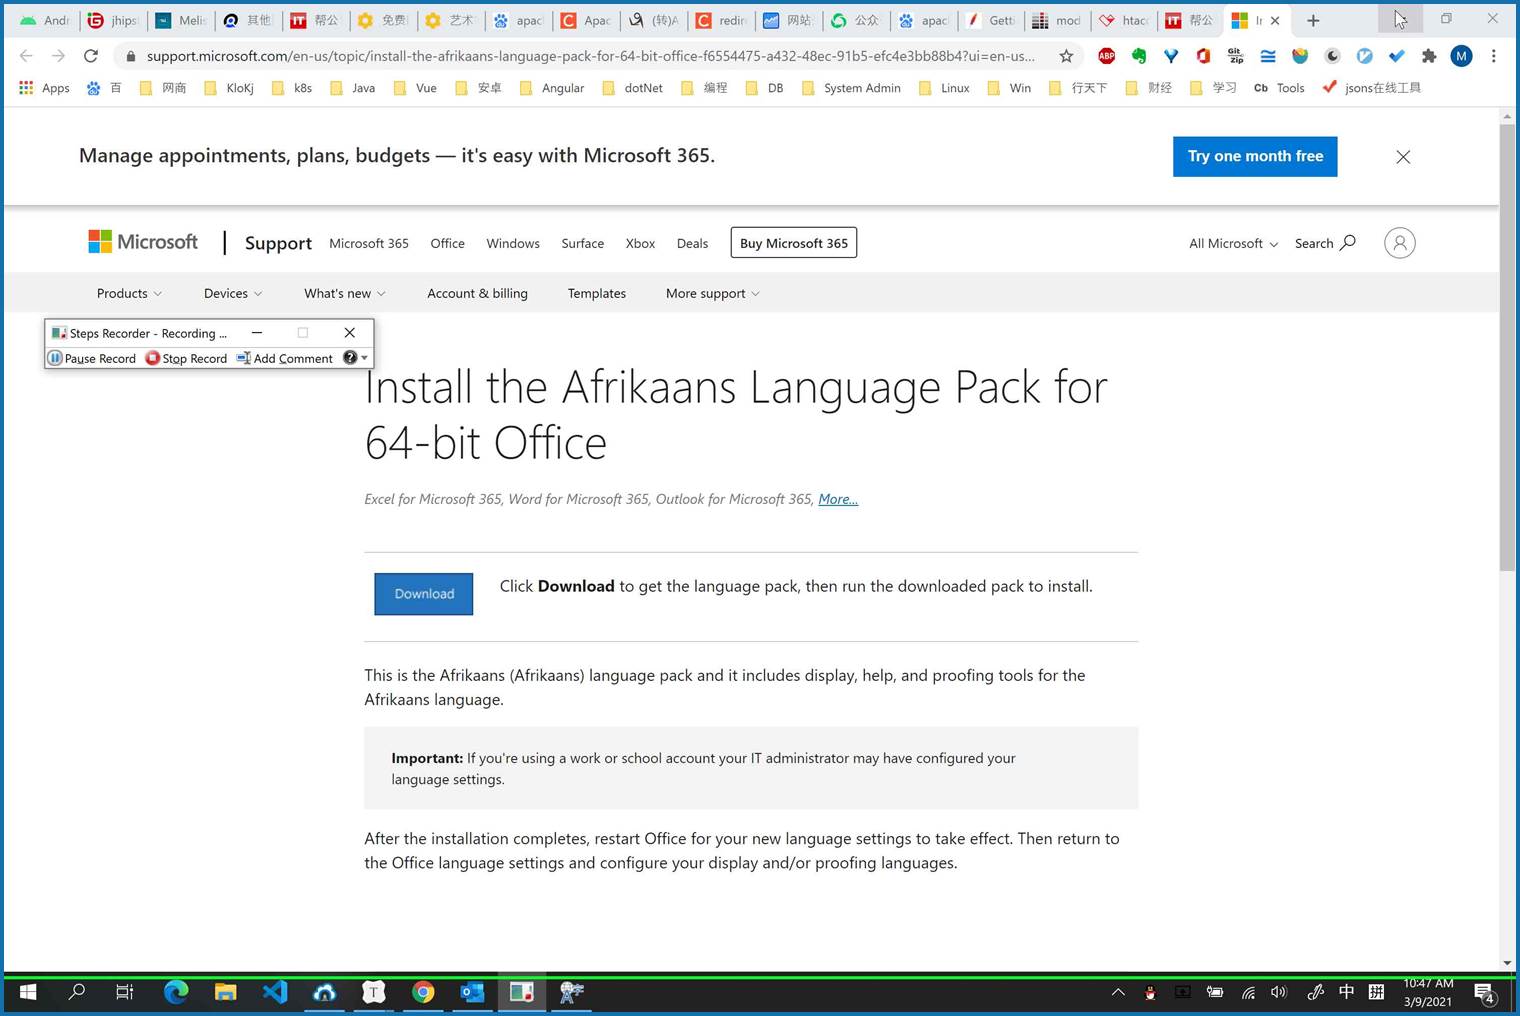 Andr
jhips
Melis
其他
帮公
免费
艺术
apac
Apac
(转)A
redire
网站
公众
apac
Getti
mod
htacc
帮公
In
support.microsoft.com/en-us/topic/install-the-afrikaans-language-pack-for-64-bit-office-f6554475-a432-48ec-91b5-efc4e3bb88b4?ui=en-us...
ABP
Git Zip
M
Apps
百
网商
KloKj
k8s
Java
Vue
安卓
Angular
dotNet
编程
DB
System Admin
Linux
Win
行天下
财经
学习
Cb Tools
jsons在线工具
Manage appointments, plans, budgets — it's easy with Microsoft 365.
Try one month free
Microsoft
Support
Microsoft 365
Office
Windows
Surface
Xbox
Deals
Buy Microsoft 365
All Microsoft
Search
Products
Devices
What's new
Account & billing
Templates
More support
Steps Recorder - Recording ...
Pause Record
Stop Record
Add Comment
Install the Afrikaans Language Pack for
64-bit Office
Excel for Microsoft 365, Word for Microsoft 365, Outlook for Microsoft 365, More...
Download
Click Download to get the language pack, then run the downloaded pack to install.
This is the Afrikaans (Afrikaans) language pack and it includes display, help, and proofing tools for the
Afrikaans language.
Important: If you're using a work or school account your IT administrator may have configured your
language settings.
After the installation completes, restart Office for your new language settings to take effect. Then return to
the Office language settings and configure your display and/or proofing languages.
中
拼
10:47 AM
3/9/2021
4